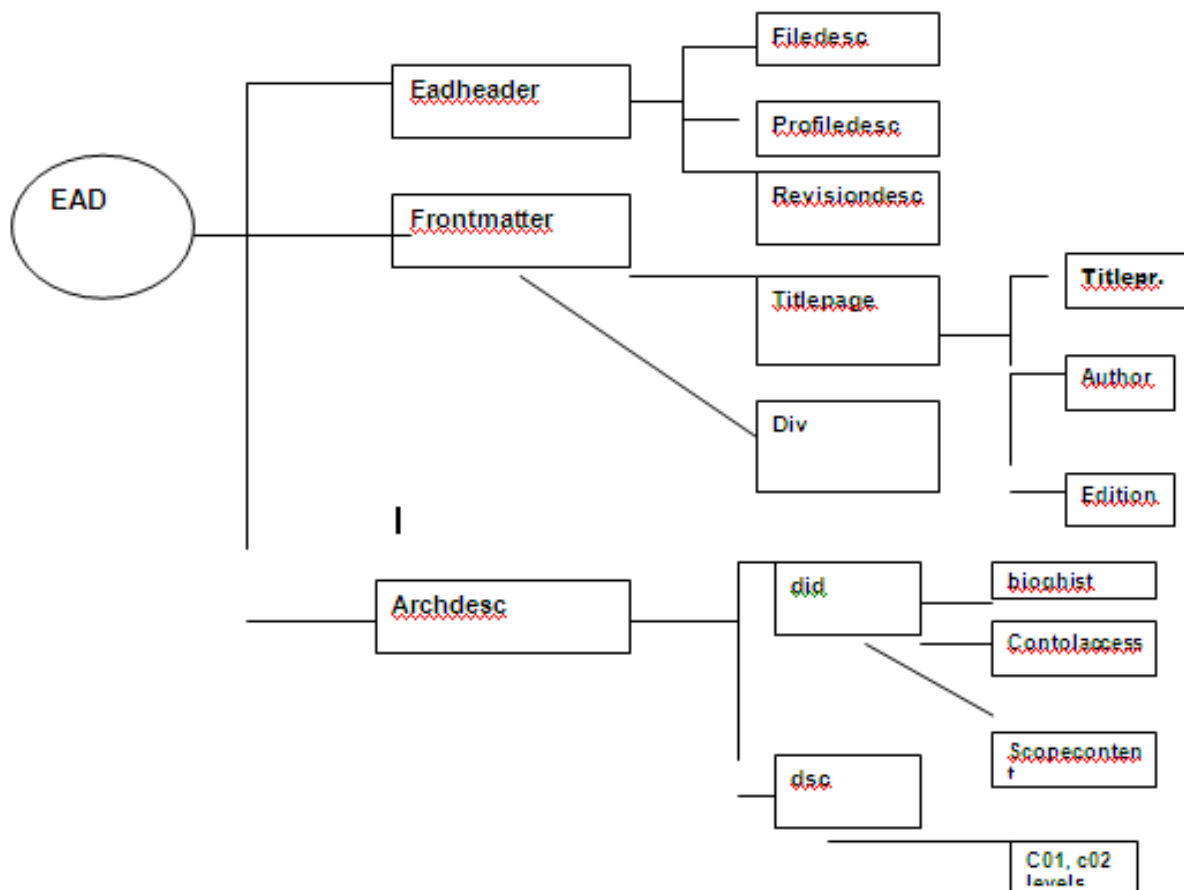 EAD
Eadheader
Filedesc
Profiledesc
Revisiondesc
Frontmatter
Titlepage
Titlepr.
Author
Edition
Div
Archdesc
did
bioghist
Contolaccess
Scopeconten
t
dsc
C01, c02
levels